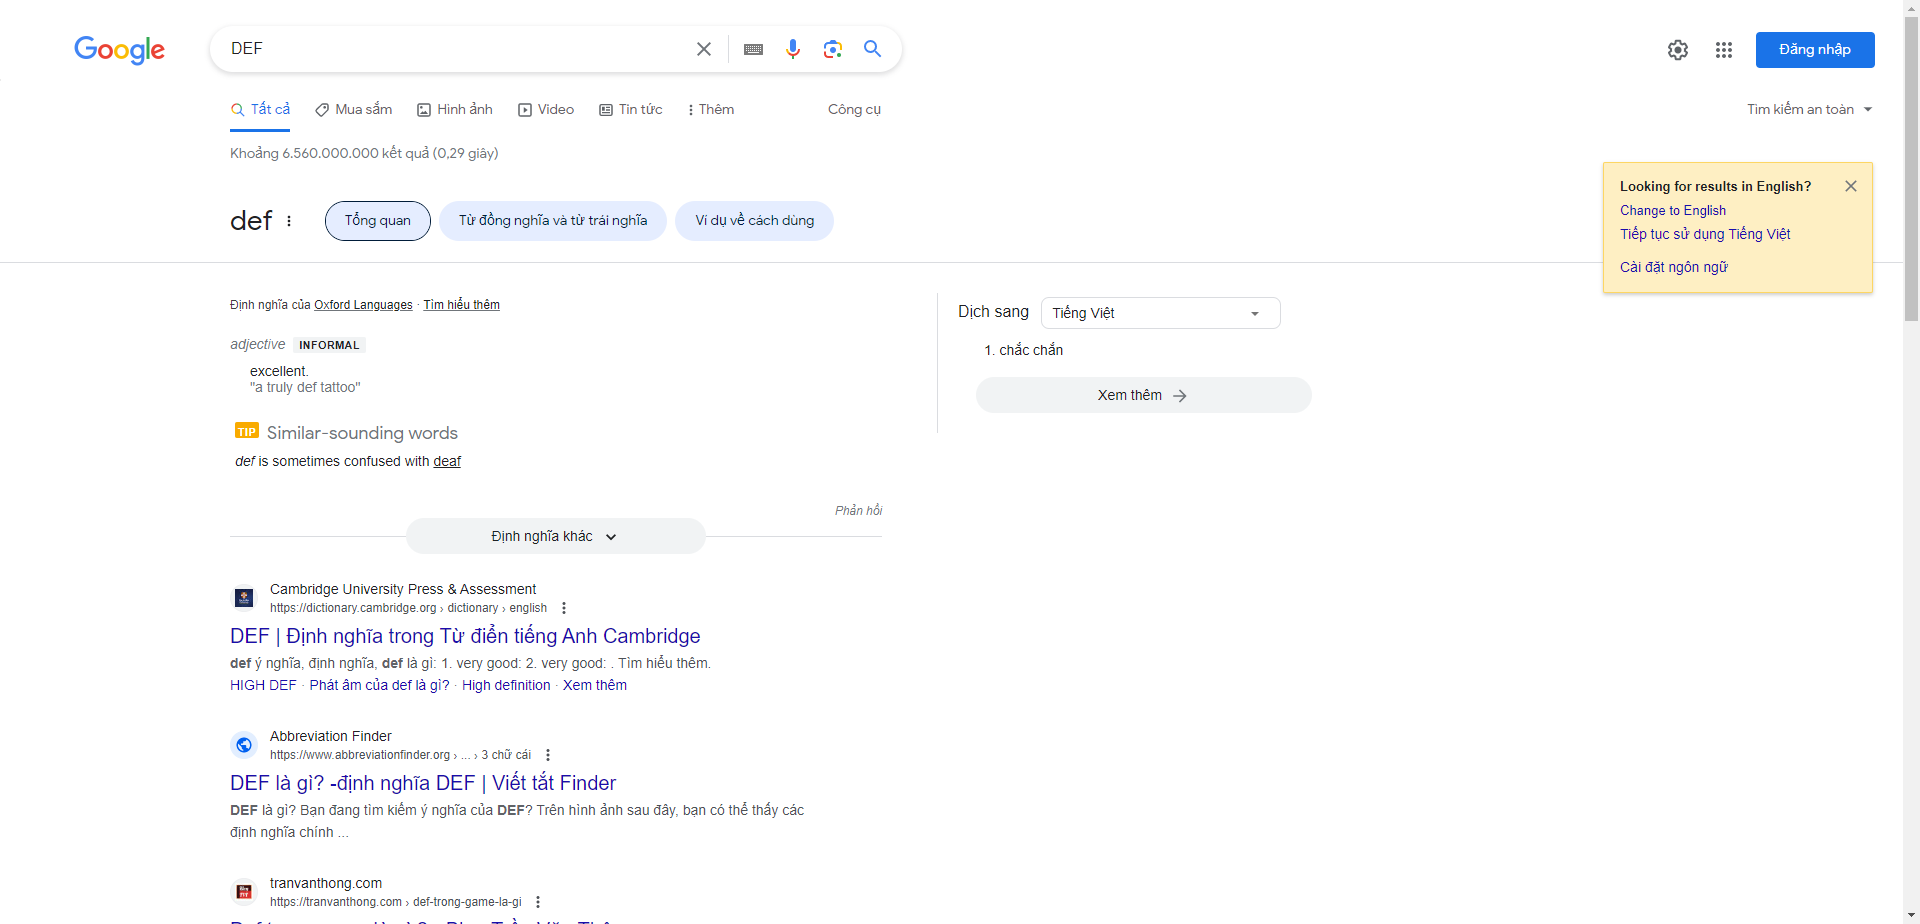 Google
DEF
Đăng nhập
Tất cả
Mua sắm
Hình ảnh
Video
Tin tức
Thêm
Công cụ
Tìm kiếm an toàn
Khoảng 6.560.000.000 kết quả (0,29 giây)
Looking for results in English?
Change to English
Tiếp tục sử dụng Tiếng Việt
Cài đặt ngôn ngữ
def
Tổng quan
Từ đồng nghĩa và từ trái nghĩa
Ví dụ về cách dùng
Định nghĩa của Oxford Languages · Tìm hiểu thêm
adjective INFORMAL
excellent.
"a truly def tattoo"
TIP Similar-sounding words
def is sometimes confused with deaf
Phản hồi
Định nghĩa khác
Dịch sang Tiếng Việt
1. chắc chắn
Xem thêm
Cambridge University Press & Assessment
https://dictionary.cambridge.org › dictionary › english
DEF | Định nghĩa trong Từ điển tiếng Anh Cambridge
def ý nghĩa, định nghĩa, def là gì: 1. very good: 2. very good: . Tìm hiểu thêm.
HIGH DEF · Phát âm của def là gì? · High definition · Xem thêm
Abbreviation Finder
https://www.abbreviationfinder.org › ... › 3 chữ cái
DEF là gì? -định nghĩa DEF | Viết tắt Finder
DEF là gì? Bạn đang tìm kiếm ý nghĩa của DEF? Trên hình ảnh sau đây, bạn có thể thấy các
định nghĩa chính ...
tranvanthong.com
https://tranvanthong.com › def-trong-game-la-gi